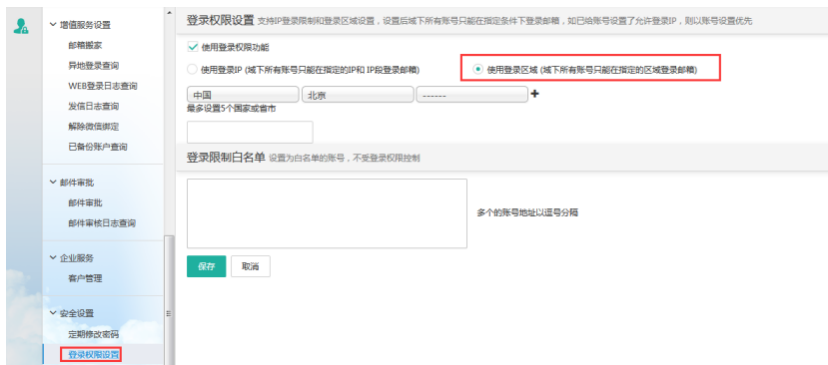 增值服务设置
邮箱搬家
异地登录查询
WEB登录日志查询
发信日志查询
解除微信绑定
已备份账户查询
邮件审批
邮件审批
邮件审核日志查询
企业服务
客户管理
安全设置
定期修改密码
登录权限设置
登录权限设置 支持IP登录限制和登录区域设置，设置后域下所有账号只能在指定条件下登录邮箱，如已给账号设置了允许登录IP，则以账号设置优先
使用登录权限功能
使用登录IP (域下所有账号只能在指定的IP和 IP段登录邮箱) 使用登录区域 (域下所有账号只能在指定的区域登录邮箱)
中国 北京 ------ +
最多设置5个国家或省市
登录限制白名单 设置为白名单的账号，不受登录权限控制
多个的账号地址以逗号分隔
保存 取消